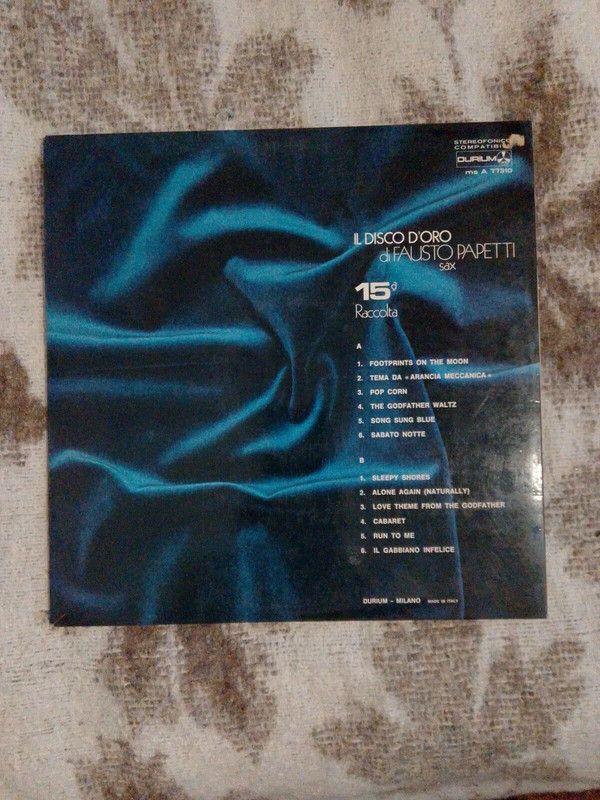 STEREOFONICO
COMPATIBILE
DURIUM
ms A 77310
IL DISCO D'ORO
di FAUSTO PAPETTI
sax
15ª
Raccolta
A
1. FOOTPRINTS ON THE MOON
2. TEMA DA « ARANCIA MECCANICA »
3. POP CORN
4. THE GODFATHER WALTZ
5. SONG SUNG BLUE
6. SABATO NOTTE
B
1. SLEEPY SHORES
2. ALONE AGAIN (NATURALLY)
3. LOVE THEME FROM THE GODFATHER
4. CABARET
5. RUN TO ME
6. IL GABBIANO INFELICE
DURIUM - MILANO MADE IN ITALY